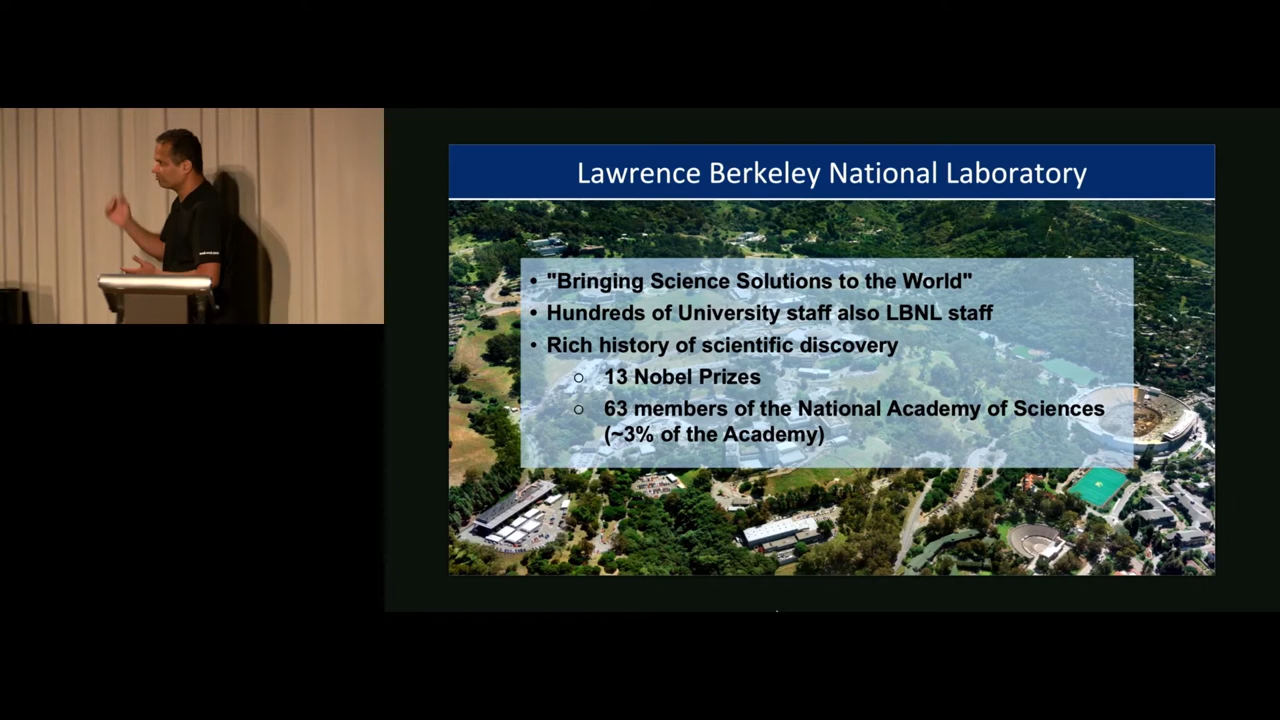 Lawrence Berkeley National Laboratory
• "Bringing Science Solutions to the World"
• Hundreds of University staff also LBNL staff
• Rich history of scientific discovery
○ 13 Nobel Prizes
○ 63 members of the National Academy of Sciences
(~3% of the Academy)